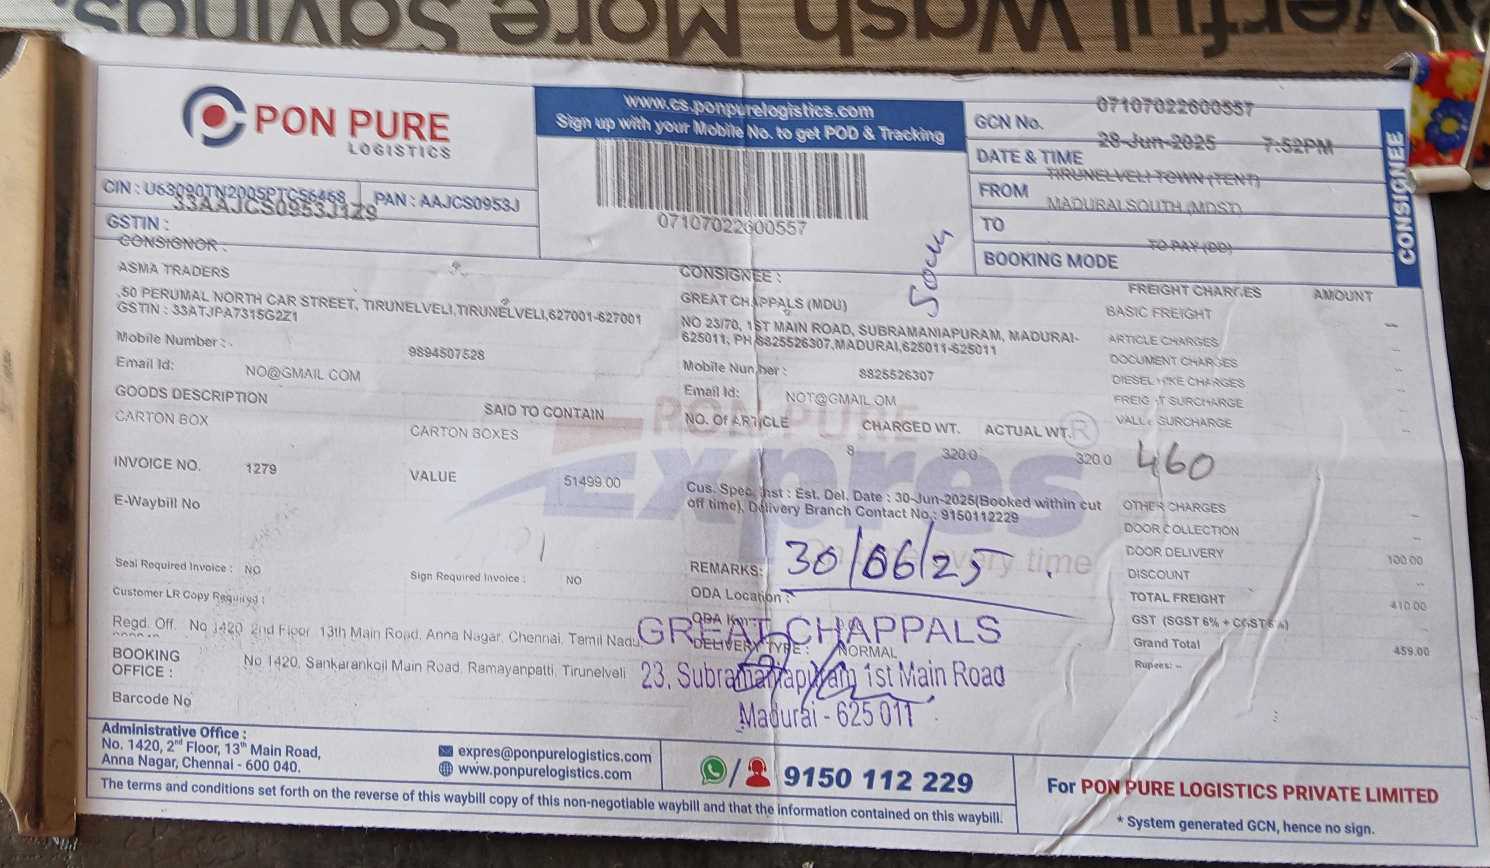 PON PURE
LOGISTICS
www.cs.ponpurelogistics.com
Sign up with your Mobile No. to get POD & Tracking
07107022600557
CIN : U63090TN2005PTC56468 PAN : AAJCS0953J
33AAJCS0953J1Z9
GSTIN :
GCN No. 07107022600557
DATE & TIME 28-Jun-2025 7:52PM
FROM TIRUNELVELI TOWN (TENT)
TO MADURAI SOUTH (MDST)
BOOKING MODE TO PAY (DD)
CONSIGNEE
CONSIGNOR :
ASMA TRADERS
,50 PERUMAL NORTH CAR STREET, TIRUNELVELI,TIRUNELVELI,627001-627001
GSTIN : 33ATJPA7315G2Z1
Mobile Number : . 9894507528
Email Id: NO@GMAIL COM
CONSIGNEE :
GREAT CHAPPALS (MDU)
NO 23/70, 1ST MAIN ROAD, SUBRAMANIAPURAM, MADURAI-
625011, PH 8825526307,MADURAI,625011-625011
Mobile Number : 8825526307
Email Id: NOT@GMAIL OM
GOODS DESCRIPTION SAID TO CONTAIN NO. Of ARTICLE CHARGED WT. ACTUAL WT.
CARTON BOX CARTON BOXES 8 320.0 320.0
INVOICE NO. 1279 VALUE 51499.00
E-Waybill No
Cus. Spec. Inst : Est. Del. Date : 30-Jun-2025(Booked within cut
off time), Delivery Branch Contact No.: 9150112229
Seal Required Invoice : NO Sign Required Invoice : NO
Customer LR Copy Required :
REMARKS: 30/06/25
ODA Location :
DELIVERY TYPE : NORMAL
FREIGHT CHARGES AMOUNT
BASIC FREIGHT --
ARTICLE CHARGES --
DOCUMENT CHARGES --
DIESEL HIKE CHARGES --
FREIGHT SURCHARGE --
VALUE SURCHARGE --
460
OTHER CHARGES --
DOOR COLLECTION --
DOOR DELIVERY 100.00
DISCOUNT --
TOTAL FREIGHT 410.00
GST (SGST 6% + CGST 6%)
Grand Total 459.00
Rupees: --
PON PURE
Expres
R
every time
GREAT CHAPPALS
23, Subramaniapuram 1st Main Road
Madurai - 625 011
Regd. Off. No 1420, 2nd Floor, 13th Main Road, Anna Nagar, Chennai, Tamil Nadu,
BOOKING
OFFICE : No 1420, Sankarankoil Main Road, Ramayanpatti, Tirunelveli
Barcode No
Administrative Office :
No. 1420, 2nd Floor, 13th Main Road,
Anna Nagar, Chennai - 600 040.
expres@ponpurelogistics.com
www.ponpurelogistics.com
9150 112 229
For PON PURE LOGISTICS PRIVATE LIMITED
* System generated GCN, hence no sign.
The terms and conditions set forth on the reverse of this waybill copy of this non-negotiable waybill and that the information contained on this waybill.